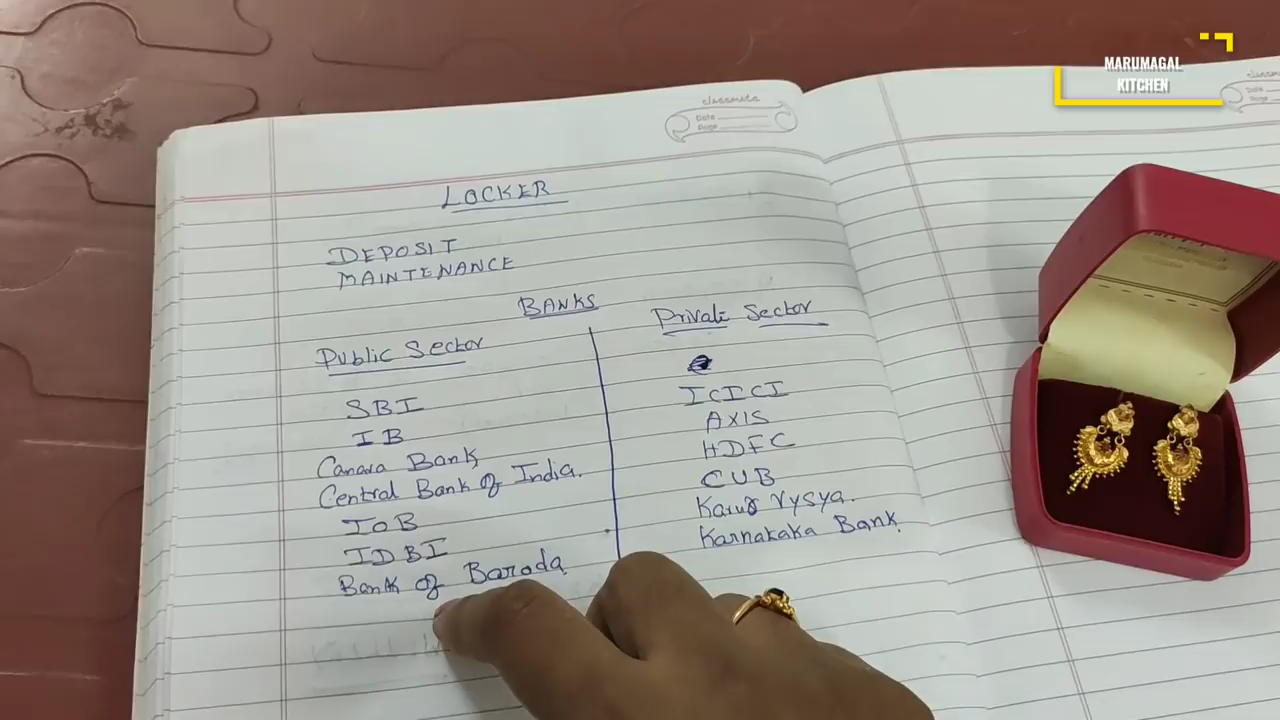 MARUMAGAL
KITCHEN
classmate
Date
Page
LOCKER
DEPOSIT
MAINTENANCE
BANKS
Public Sector
SBI
IB
Canara Bank
Central Bank of India.
IOB
IDBI
Bank of Baroda
Private Sector
ICICI
AXIS
HDFC
CUB
Karur Vysya.
Karnakaka Bank.